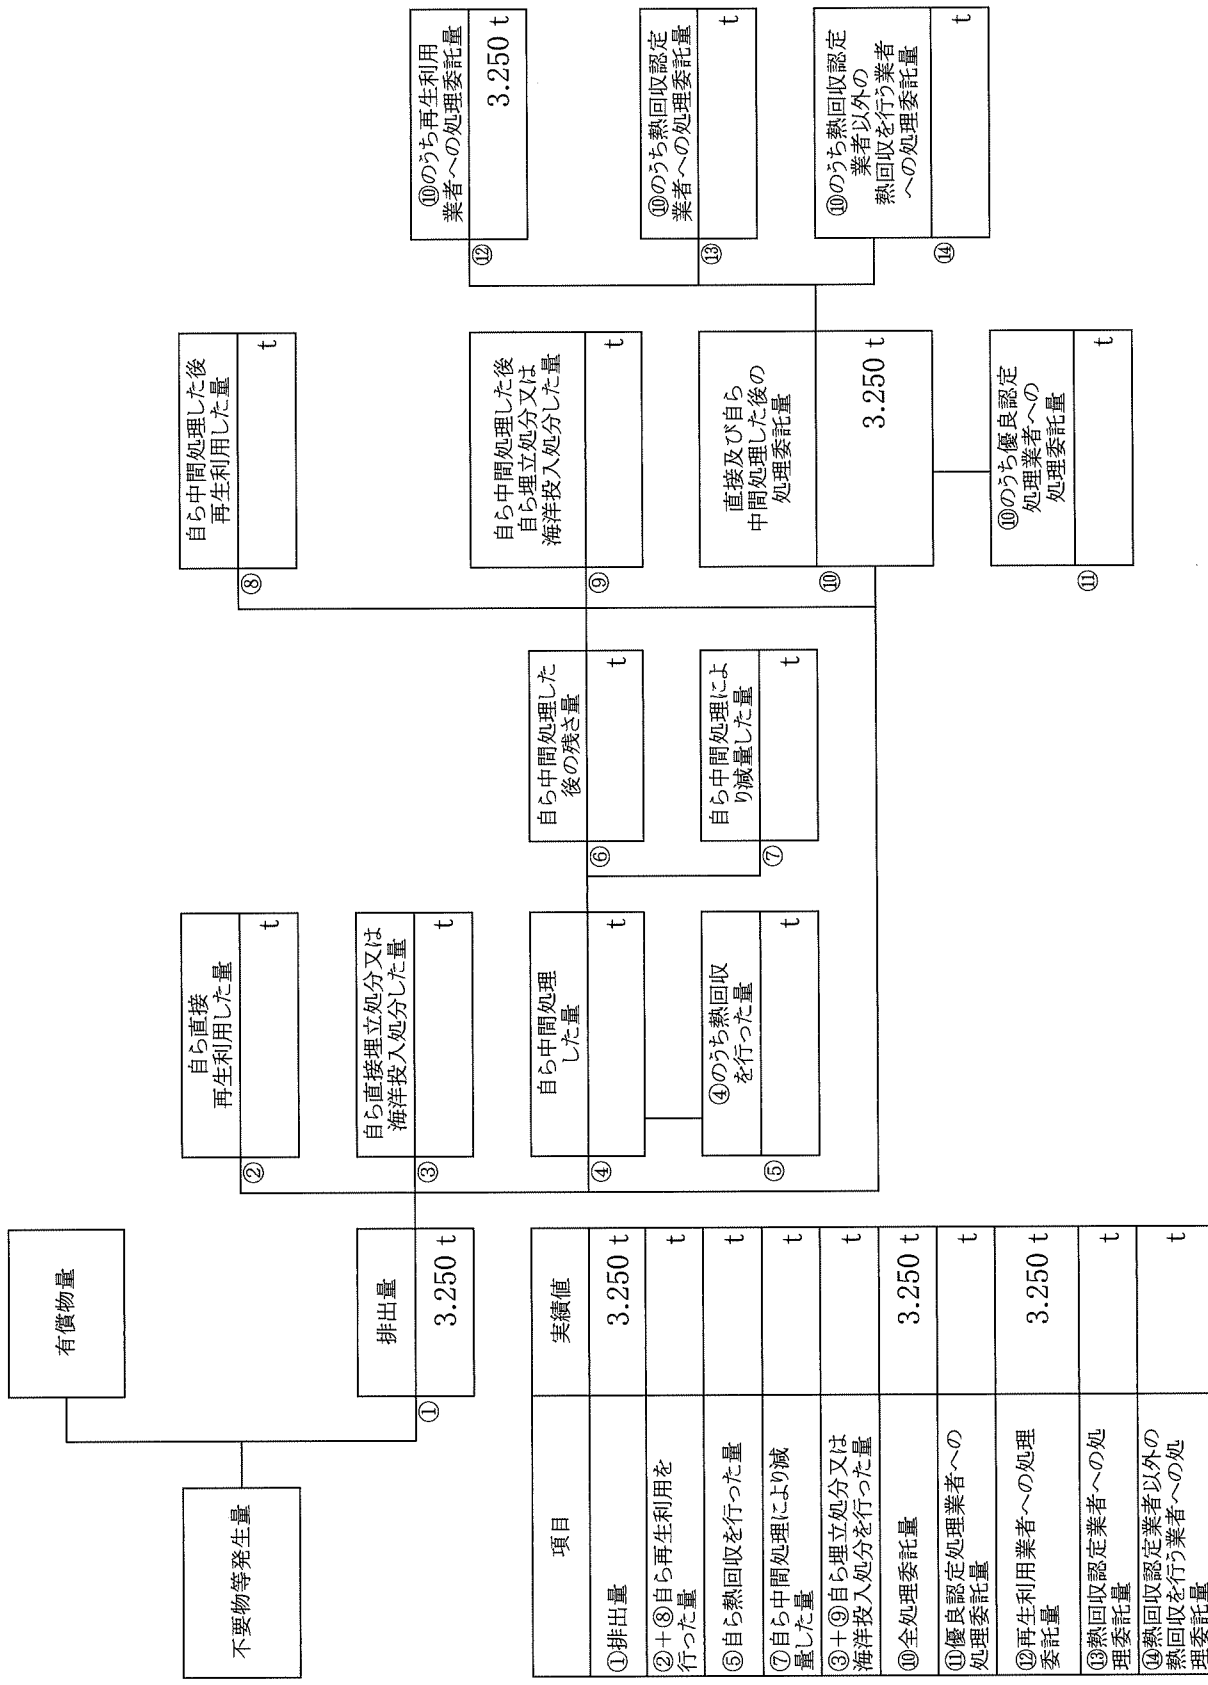 不要物等発生量
有償物量
排出量
① 3.250 t
自ら直接
再生利用した量
② t
自ら直接埋立処分又は
海洋投入処分した量
③ t
自ら中間処理
した量
④ t
④のうち熱回収
を行った量
⑤ t
自ら中間処理した
後の残さ量
⑥ t
自ら中間処理によ
り減量した量
⑦ t
自ら中間処理した後
再生利用した量
⑧ t
自ら中間処理した後
自ら埋立処分又は
海洋投入処分した量
⑨ t
直接及び自ら
中間処理した後の
処理委託量
⑩ 3.250 t
⑩のうち優良認定
処理業者への
処理委託量
⑪ t
⑩のうち再生利用
業者への処理委託量
⑫ 3.250 t
⑩のうち熱回収認定
業者への処理委託量
⑬ t
⑩のうち熱回収認定
業者以外の
熱回収を行う業者
への処理委託量
⑭ t
項目 実績値
①排出量 3.250 t
②+⑧自ら再生利用を
行った量 t
⑤自ら熱回収を行った量 t
⑦自ら中間処理により減
量した量 t
③+⑨自ら埋立処分又は
海洋投入処分を行った量 t
⑩全処理委託量 3.250 t
⑪優良認定処理業者への
処理委託量 t
⑫再生利用業者への処理
委託量 3.250 t
⑬熱回収認定業者への処
理委託量 t
⑭熱回収認定業者以外の
熱回収を行う業者への処
理委託量 t